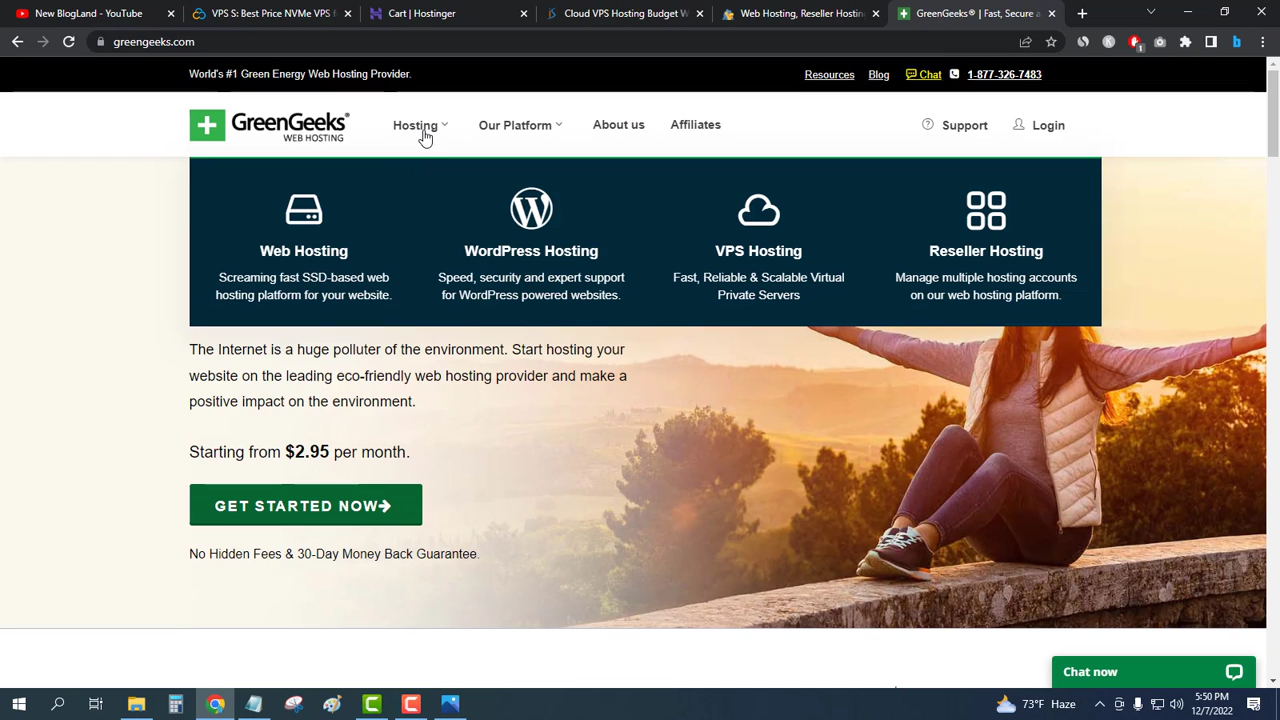 New BlogLand - YouTube
VPS S: Best Price NVMe VPS f
Cart | Hostinger
Cloud VPS Hosting Budget W
Web Hosting, Reseller Hosting
GreenGeeks® | Fast, Secure a
greengeeks.com
1
b
World's #1 Green Energy Web Hosting Provider.
Resources Blog Chat 1-877-326-7483
GreenGeeks®
WEB HOSTING
Hosting Our Platform About us Affiliates Support Login
Web Hosting
Screaming fast SSD-based web
hosting platform for your website.
WordPress Hosting
Speed, security and expert support
for WordPress powered websites.
VPS Hosting
Fast, Reliable & Scalable Virtual
Private Servers
Reseller Hosting
Manage multiple hosting accounts
on our web hosting platform.
The Internet is a huge polluter of the environment. Start hosting your
website on the leading eco-friendly web hosting provider and make a
positive impact on the environment.
Starting from $2.95 per month.
GET STARTED NOW
No Hidden Fees & 30-Day Money Back Guarantee.
Chat now
73°F Haze
5:50 PM
12/7/2022